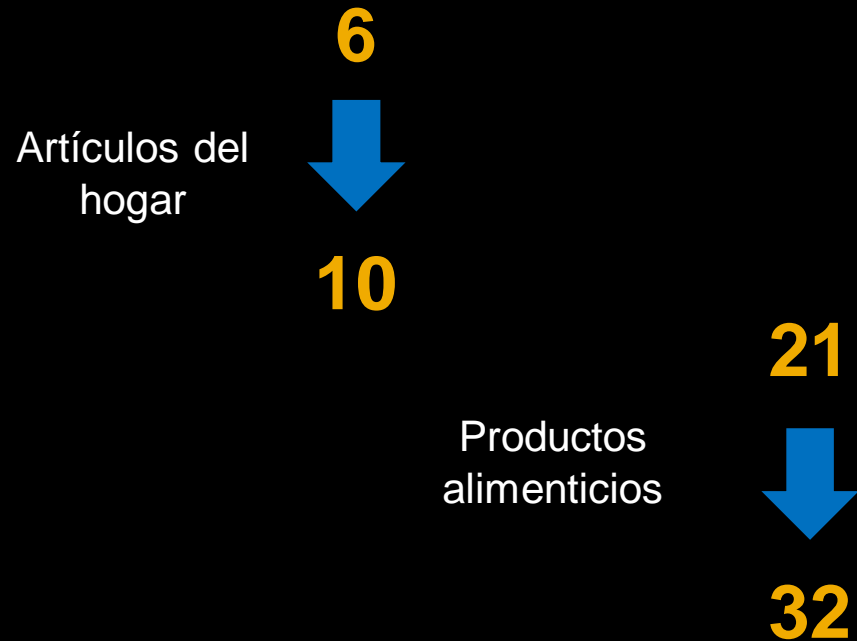 6
Artículos del
hogar
10
21
Productos
alimenticios
32